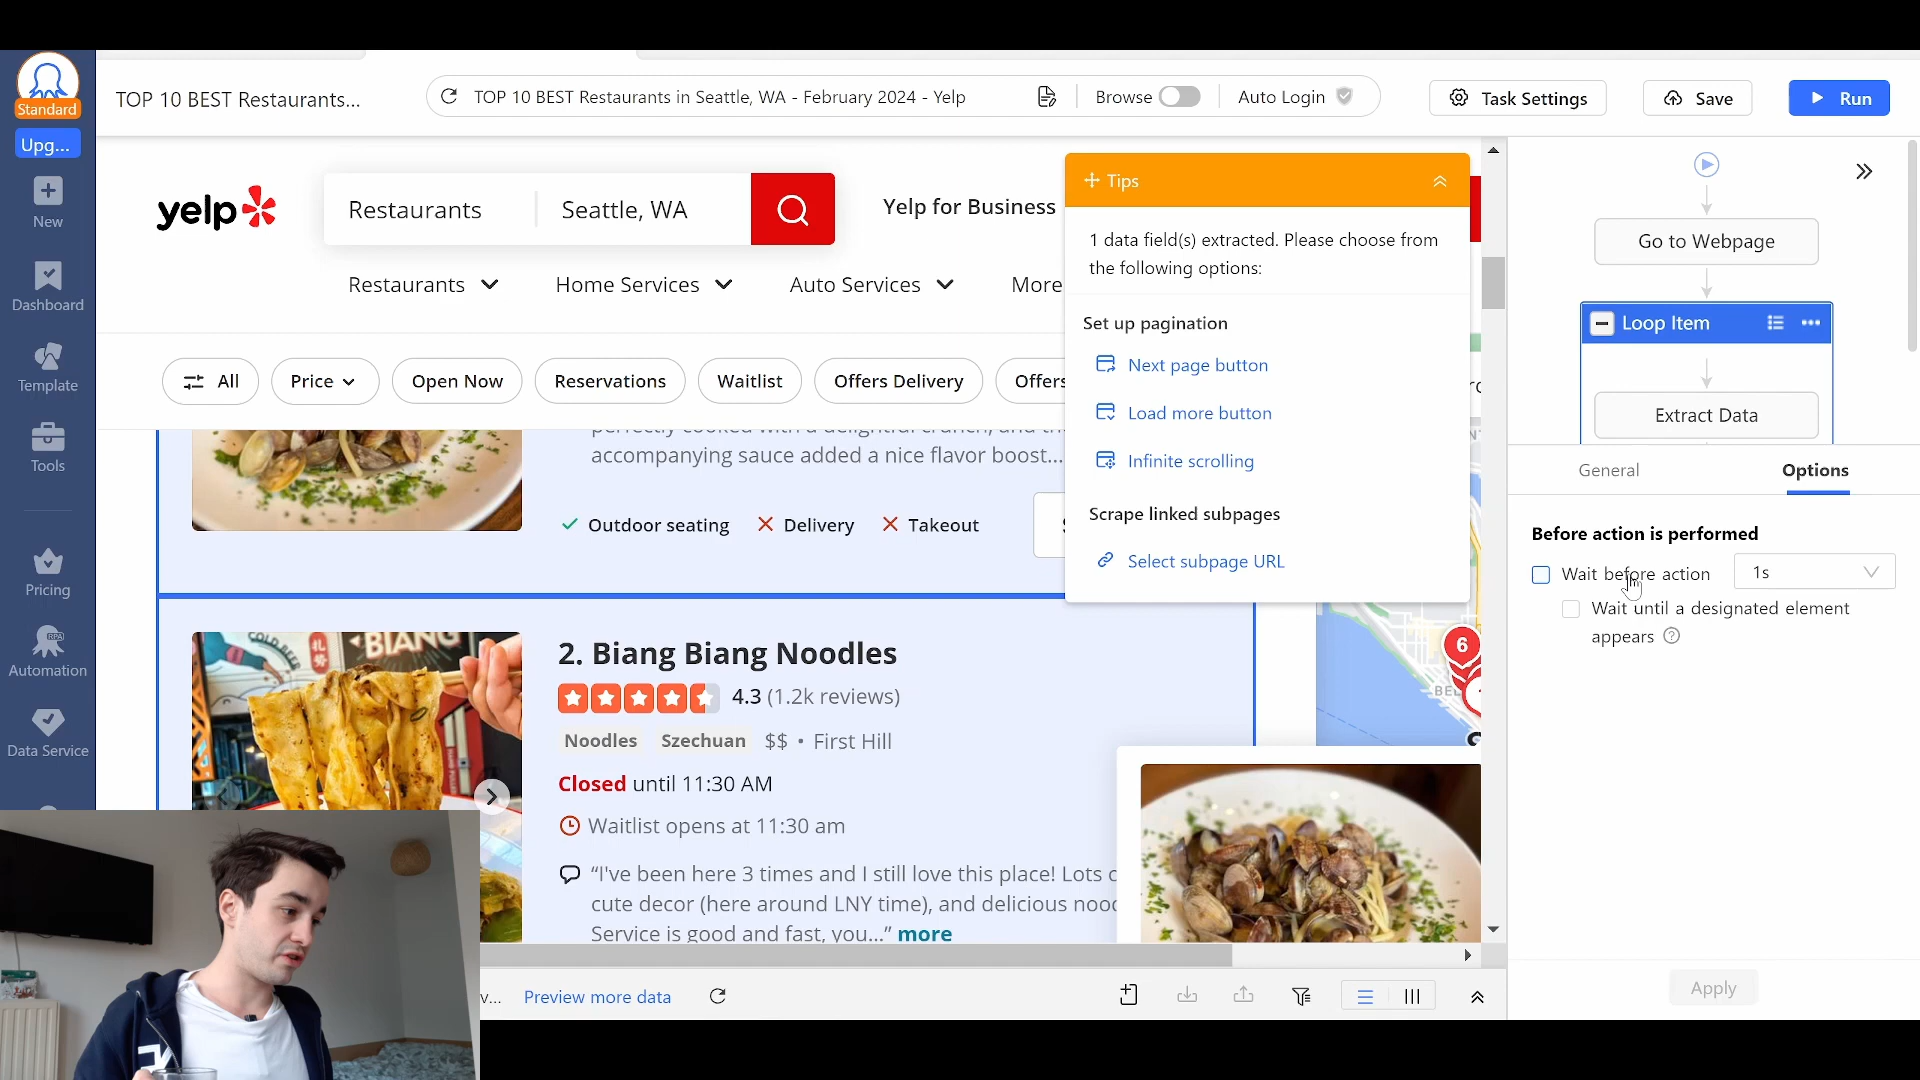 Standard
Upg...
New
Dashboard
Template
Tools
Pricing
RPA
Automation
Data Service
TOP 10 BEST Restaurants...
TOP 10 BEST Restaurants in Seattle, WA - February 2024 - Yelp
Browse
Auto Login
Task Settings
Save
Run
yelp
Restaurants
Seattle, WA
Yelp for Business
Restaurants
Home Services
Auto Services
More
All
Price
Open Now
Reservations
Waitlist
Offers Delivery
Offers
accompanying sauce added a nice flavor boost...
Outdoor seating
Delivery
Takeout
2. Biang Biang Noodles
4.3 (1.2k reviews)
Noodles Szechuan $$ • First Hill
Closed until 11:30 AM
Waitlist opens at 11:30 am
“I've been here 3 times and I still love this place! Lots
cute decor (here around LNY time), and delicious
Service is good and fast, you...” more
BIANG
6
Tips
1 data field(s) extracted. Please choose from
the following options:
Set up pagination
Next page button
Load more button
Infinite scrolling
Scrape linked subpages
Select subpage URL
Go to Webpage
Loop Item
Extract Data
General
Options
Before action is performed
Wait before action
1s
Wait until a designated element
appears
Apply
Preview more data